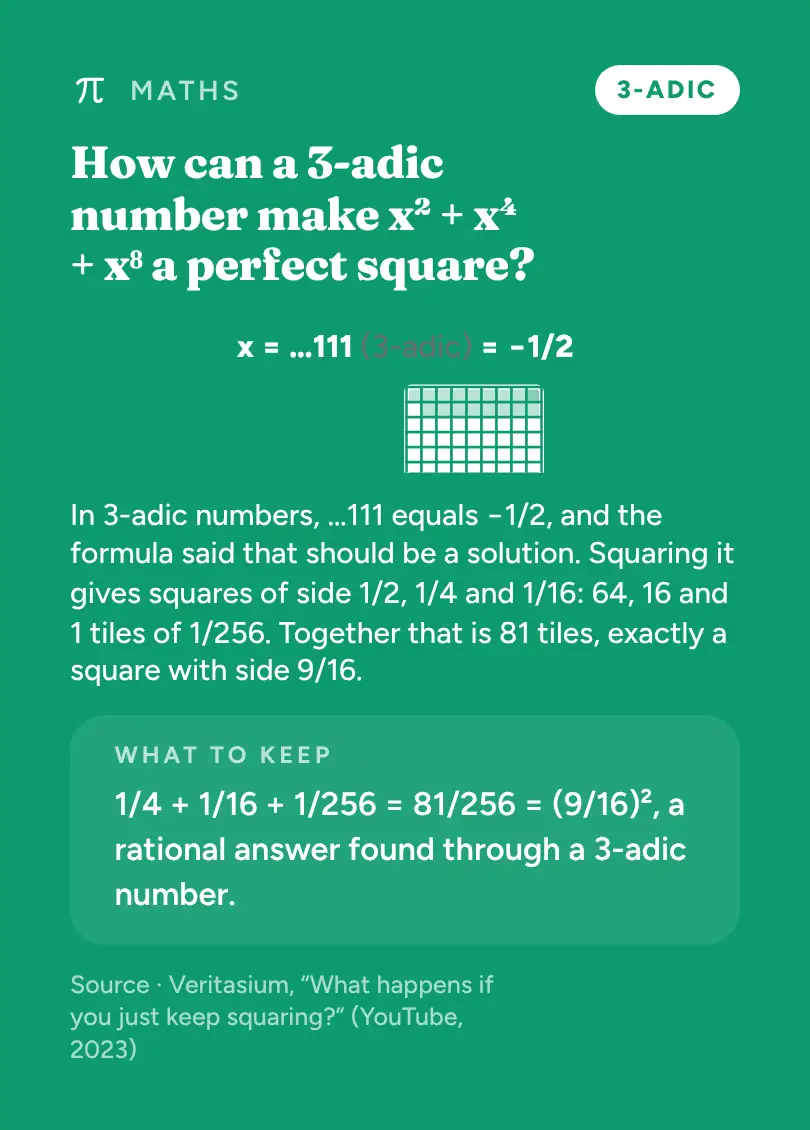 π MATHS
3-ADIC
How can a 3-adic
number make x² + x⁴
+ x⁸ a perfect square?
x = ...111 (3-adic) = −1/2
In 3-adic numbers, ...111 equals −1/2, and the
formula said that should be a solution. Squaring it
gives squares of side 1/2, 1/4 and 1/16: 64, 16 and
1 tiles of 1/256. Together that is 81 tiles, exactly a
square with side 9/16.
WHAT TO KEEP
1/4 + 1/16 + 1/256 = 81/256 = (9/16)², a
rational answer found through a 3-adic
number.
Source · Veritasium, “What happens if
you just keep squaring?” (YouTube,
2023)